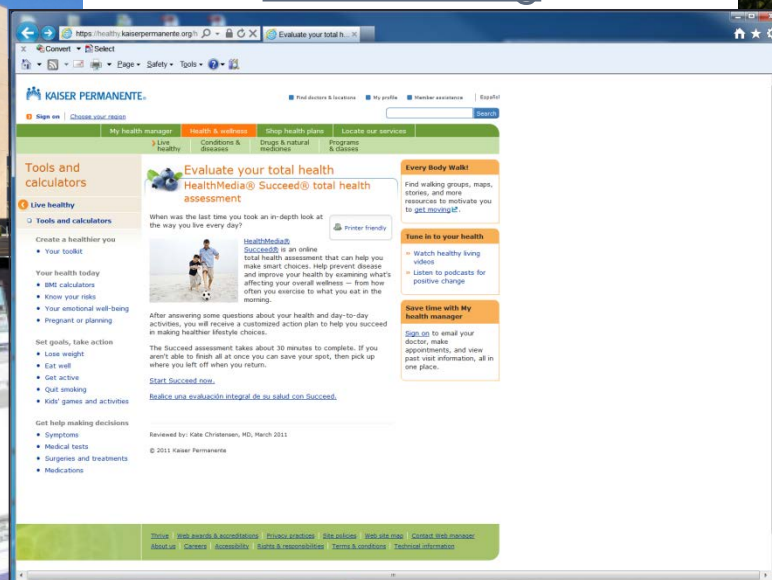 https://healthy.kaiserpermanente.org/h
Evaluate your total h...
x Convert Select
Page Safety Tools
KAISER PERMANENTE®
Find doctors & locations My profile Member assistance Español
Sign on Choose your region
Search
My health manager Health & wellness Shop health plans Locate our services
Live healthy
Conditions & diseases
Drugs & natural medicines
Programs & classes
Tools and calculators
Live healthy
Tools and calculators
Create a healthier you
Your toolkit
Your health today
BMI calculators
Know your risks
Your emotional well-being
Pregnant or planning
Set goals, take action
Lose weight
Eat well
Get active
Quit smoking
Kids' games and activities
Get help making decisions
Symptoms
Medical tests
Surgeries and treatments
Medications
Evaluate your total health
HealthMedia® Succeed® total health
assessment
When was the last time you took an in-depth look at
the way you live every day?
Printer friendly
HealthMedia®
Succeed® is an online
total health assessment that can help you
make smart choices. Help prevent disease
and improve your health by examining what's
affecting your overall wellness — from how
often you exercise to what you eat in the
morning.
After answering some questions about your health and day-to-day
activities, you will receive a customized action plan to help you succeed
in making healthier lifestyle choices.
The Succeed assessment takes about 30 minutes to complete. If you
aren't able to finish all at once you can save your spot, then pick up
where you left off when you return.
Start Succeed now.
Realice una evaluación integral de su salud con Succeed.
Reviewed by: Kate Christensen, MD, March 2011
© 2011 Kaiser Permanente
Every Body Walk!
Find walking groups, maps,
stories, and more
resources to motivate you
to get moving.
Tune in to your health
Watch healthy living
videos
Listen to podcasts for
positive change
Save time with My
health manager
Sign on to email your
doctor, make
appointments, and view
past visit information, all in
one place.
Thrive Web awards & accreditations Privacy practices Site policies Web site map Contact Web manager
About us Careers Accessibility Rights & responsibilities Terms & conditions Technical information